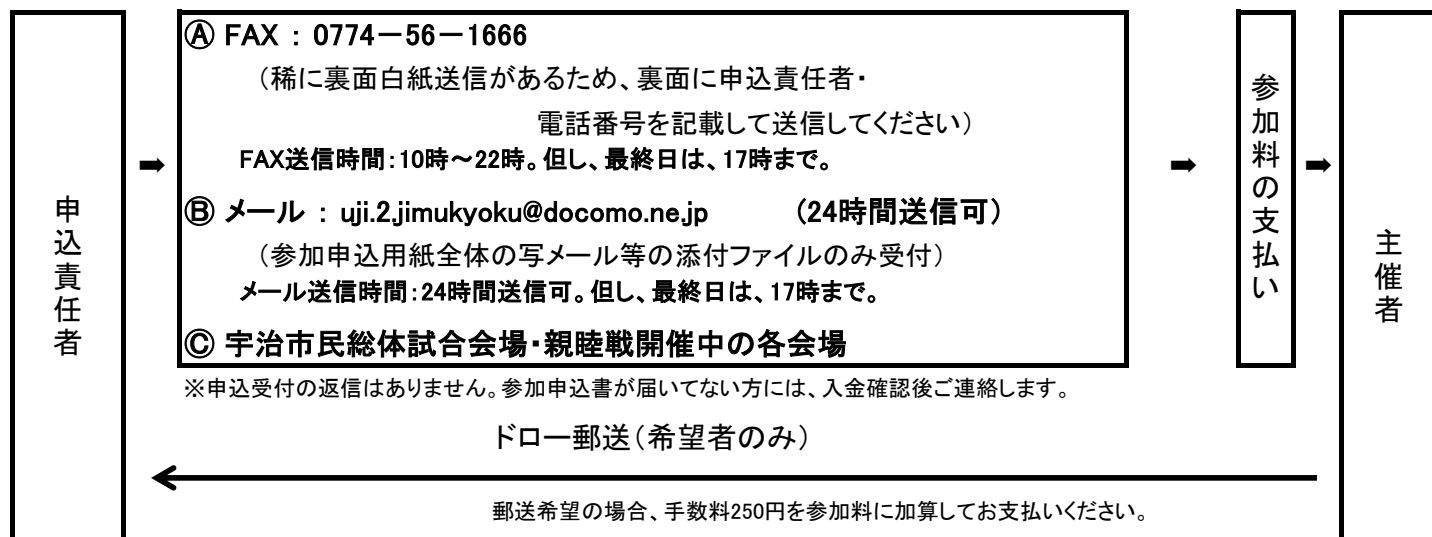 申込責任者
➡
Ⓐ FAX : 0774－56－1666
（稀に裏面白紙送信があるため、裏面に申込責任者・
電話番号を記載して送信してください）
FAX送信時間：10時～22時。但し、最終日は、17時まで。
Ⓑ メール : uji.2.jimukyoku@docomo.ne.jp （24時間送信可）
（参加申込用紙全体の写メール等の添付ファイルのみ受付）
メール送信時間：24時間送信可。但し、最終日は、17時まで。
Ⓒ 宇治市民総体試合会場・親睦戦開催中の各会場
➡
参加料の支払い
➡
主催者
※申込受付の返信はありません。参加申込書が届いてない方には、入金確認後ご連絡します。
ドロー郵送（希望者のみ）
郵送希望の場合、手数料250円を参加料に加算してお支払いください。